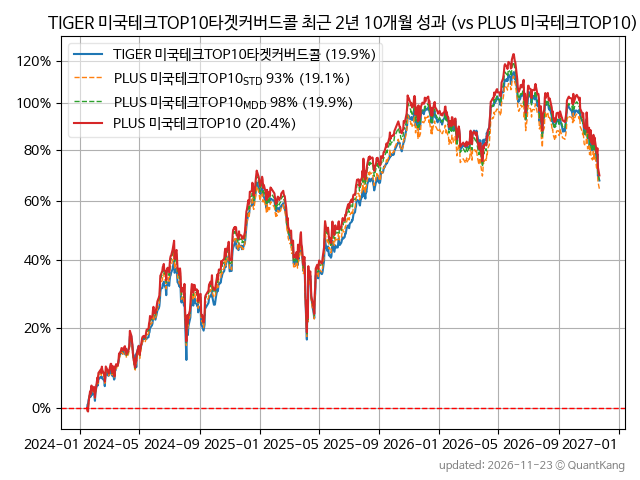 TIGER 미국테크TOP10타겟커버드콜 최근 2년 10개월 성과 (vs PLUS 미국테크TOP10)
TIGER 미국테크TOP10타겟커버드콜 (19.9%)
PLUS 미국테크TOP10STD 93% (19.1%)
PLUS 미국테크TOP10MDD 98% (19.9%)
PLUS 미국테크TOP10 (20.4%)
120%
100%
80%
60%
40%
20%
0%
2024-01 2024-05 2024-09 2025-01 2025-05 2025-09 2026-01 2026-05 2026-09 2027-01
updated: 2026-11-23 © QuantKang